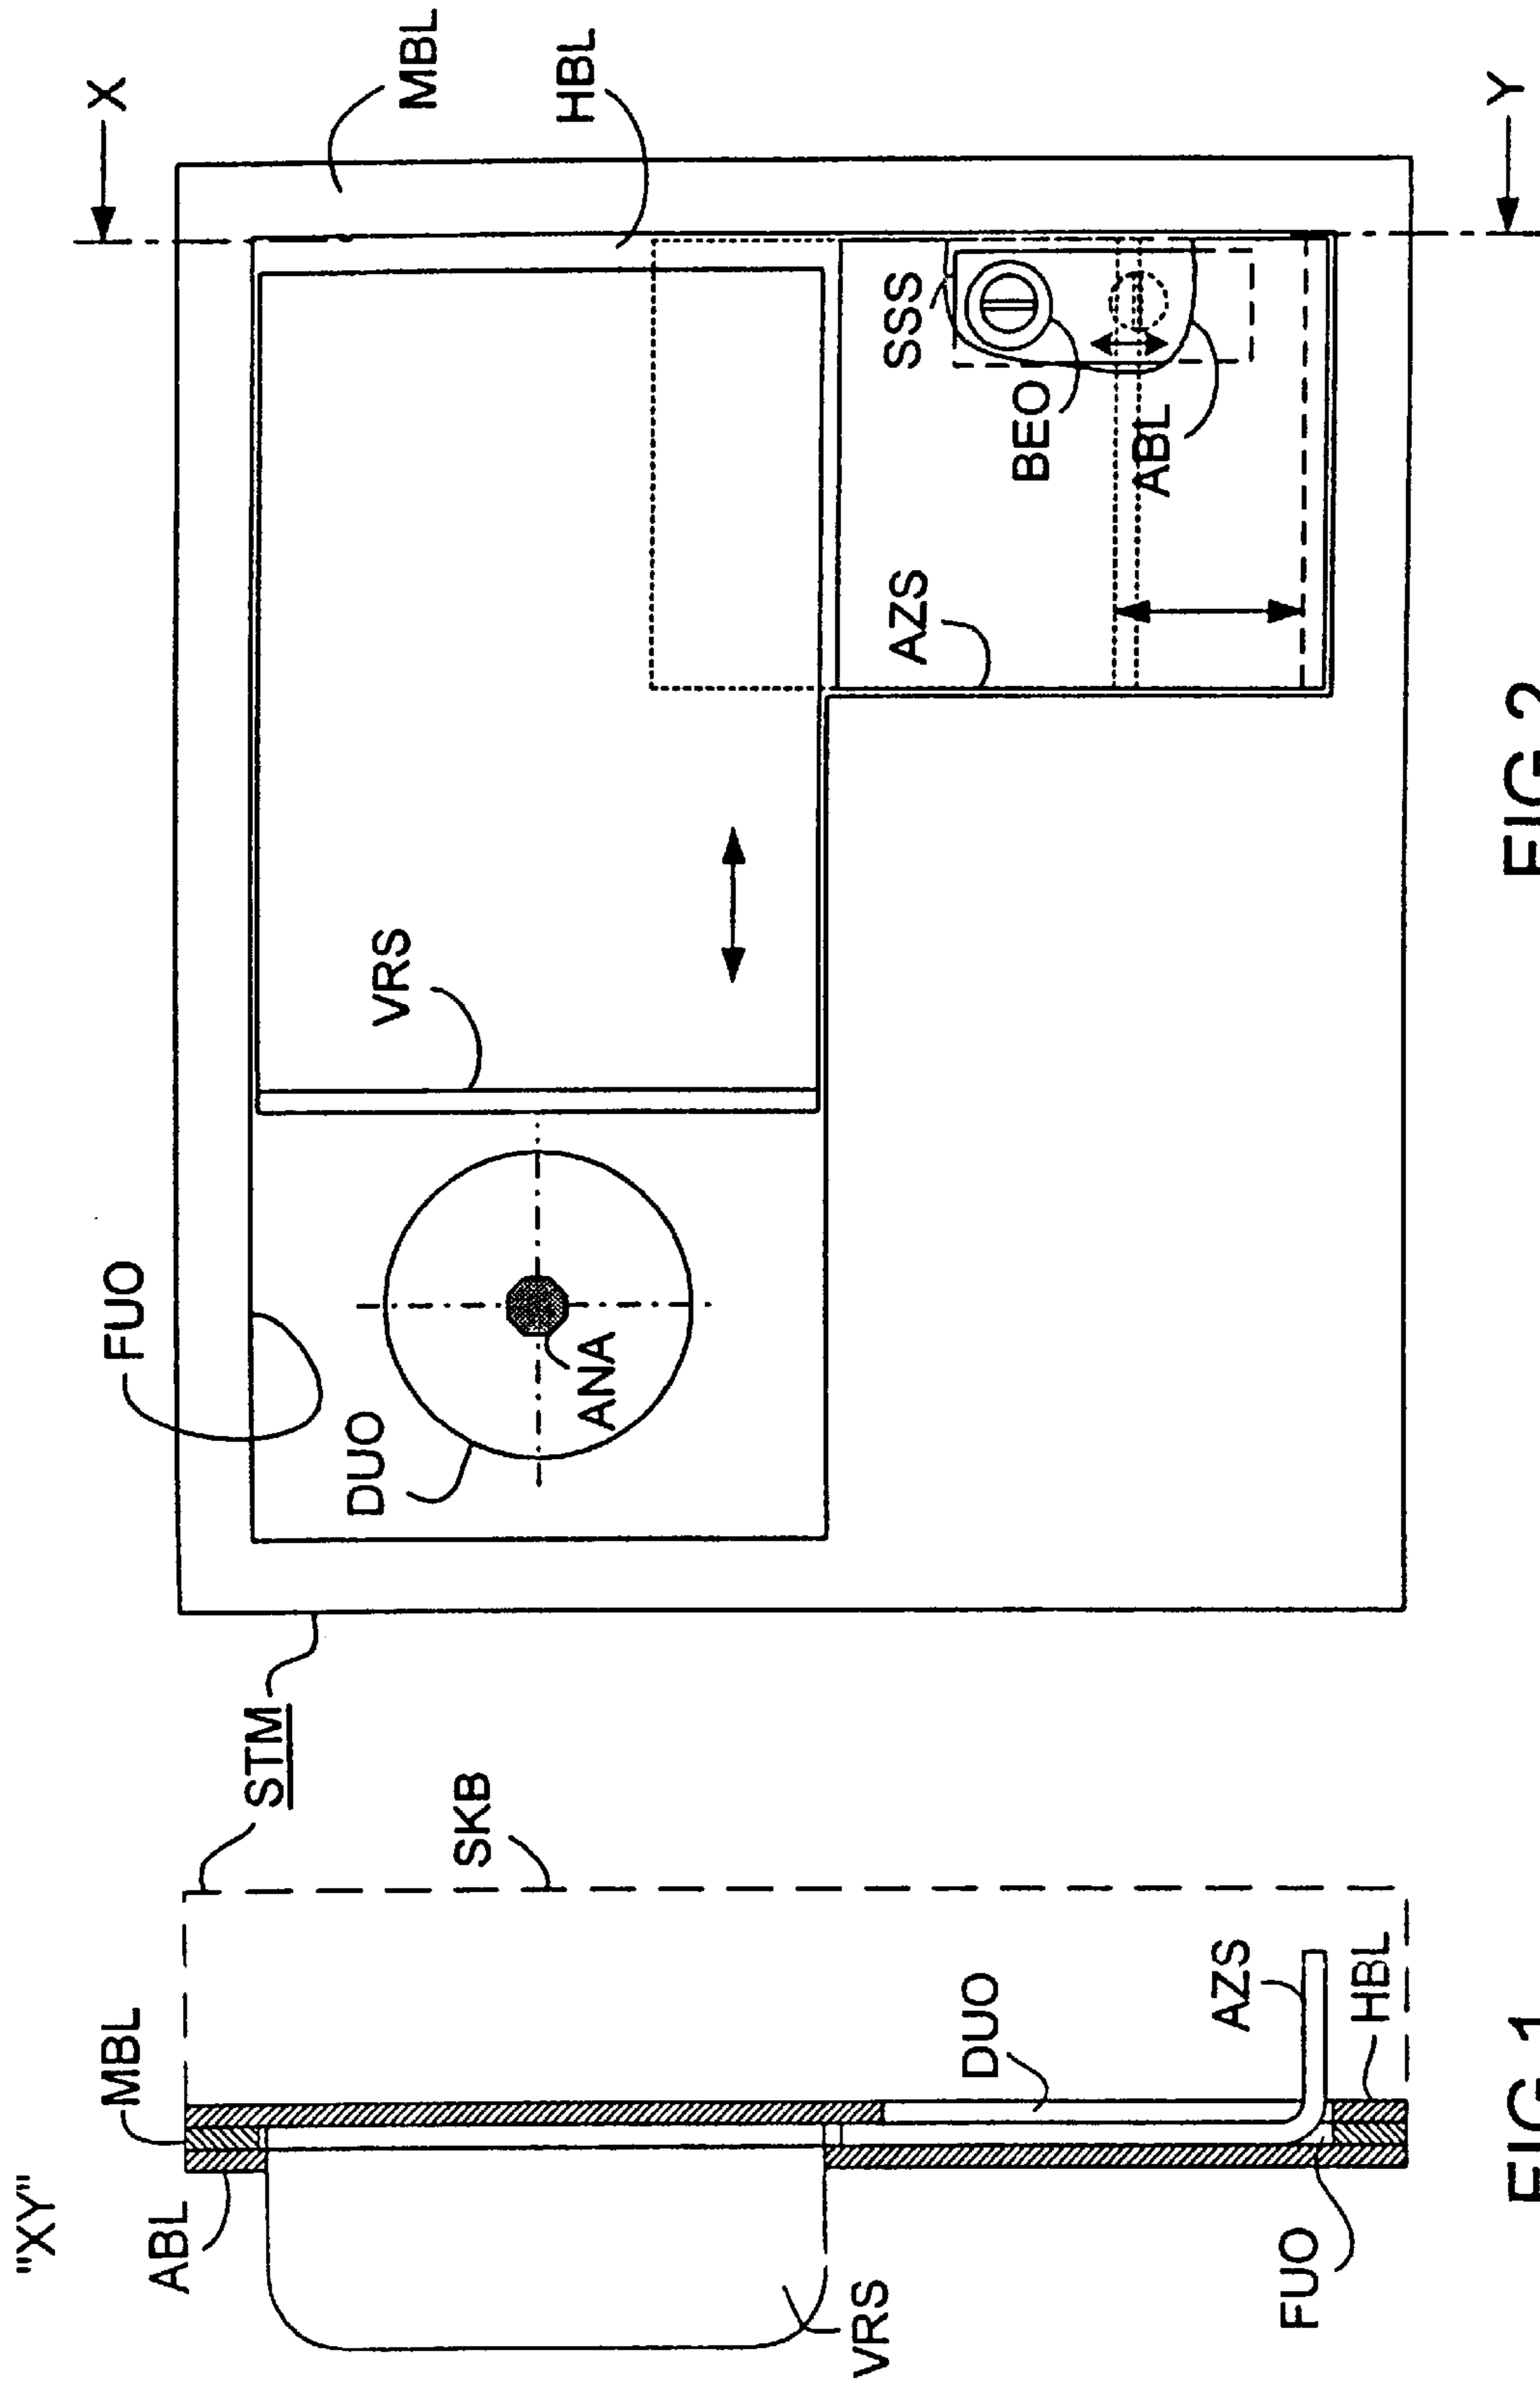 "XY"
MBL
ABL
VRS
DUO
AZS
HBL
FUO
STM
SKB
FIG 1
X
MBL
HBL
FUO
VRS
DUO
ANA
SSS
BEO
ABL
AZS
Y
FIG 2